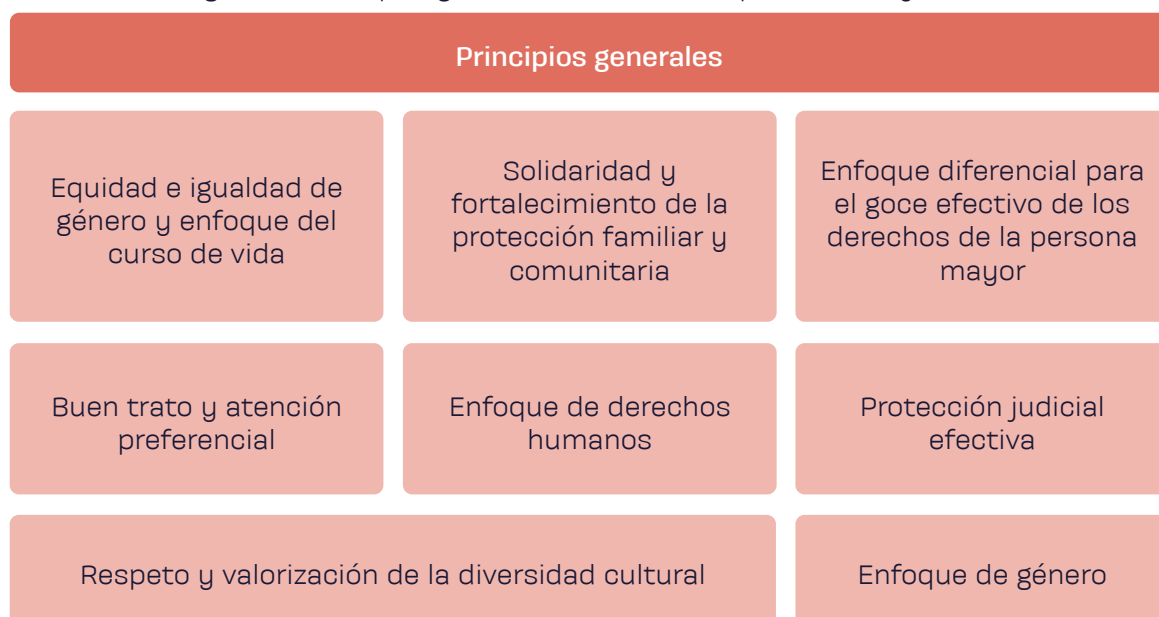 Principios generales
Equidad e igualdad de
género y enfoque del
curso de vida
Solidaridad y
fortalecimiento de la
protección familiar y
comunitaria
Enfoque diferencial para
el goce efectivo de los
derechos de la persona
mayor
Buen trato y atención
preferencial
Enfoque de derechos
humanos
Protección judicial
efectiva
Respeto y valorización de la diversidad cultural
Enfoque de género